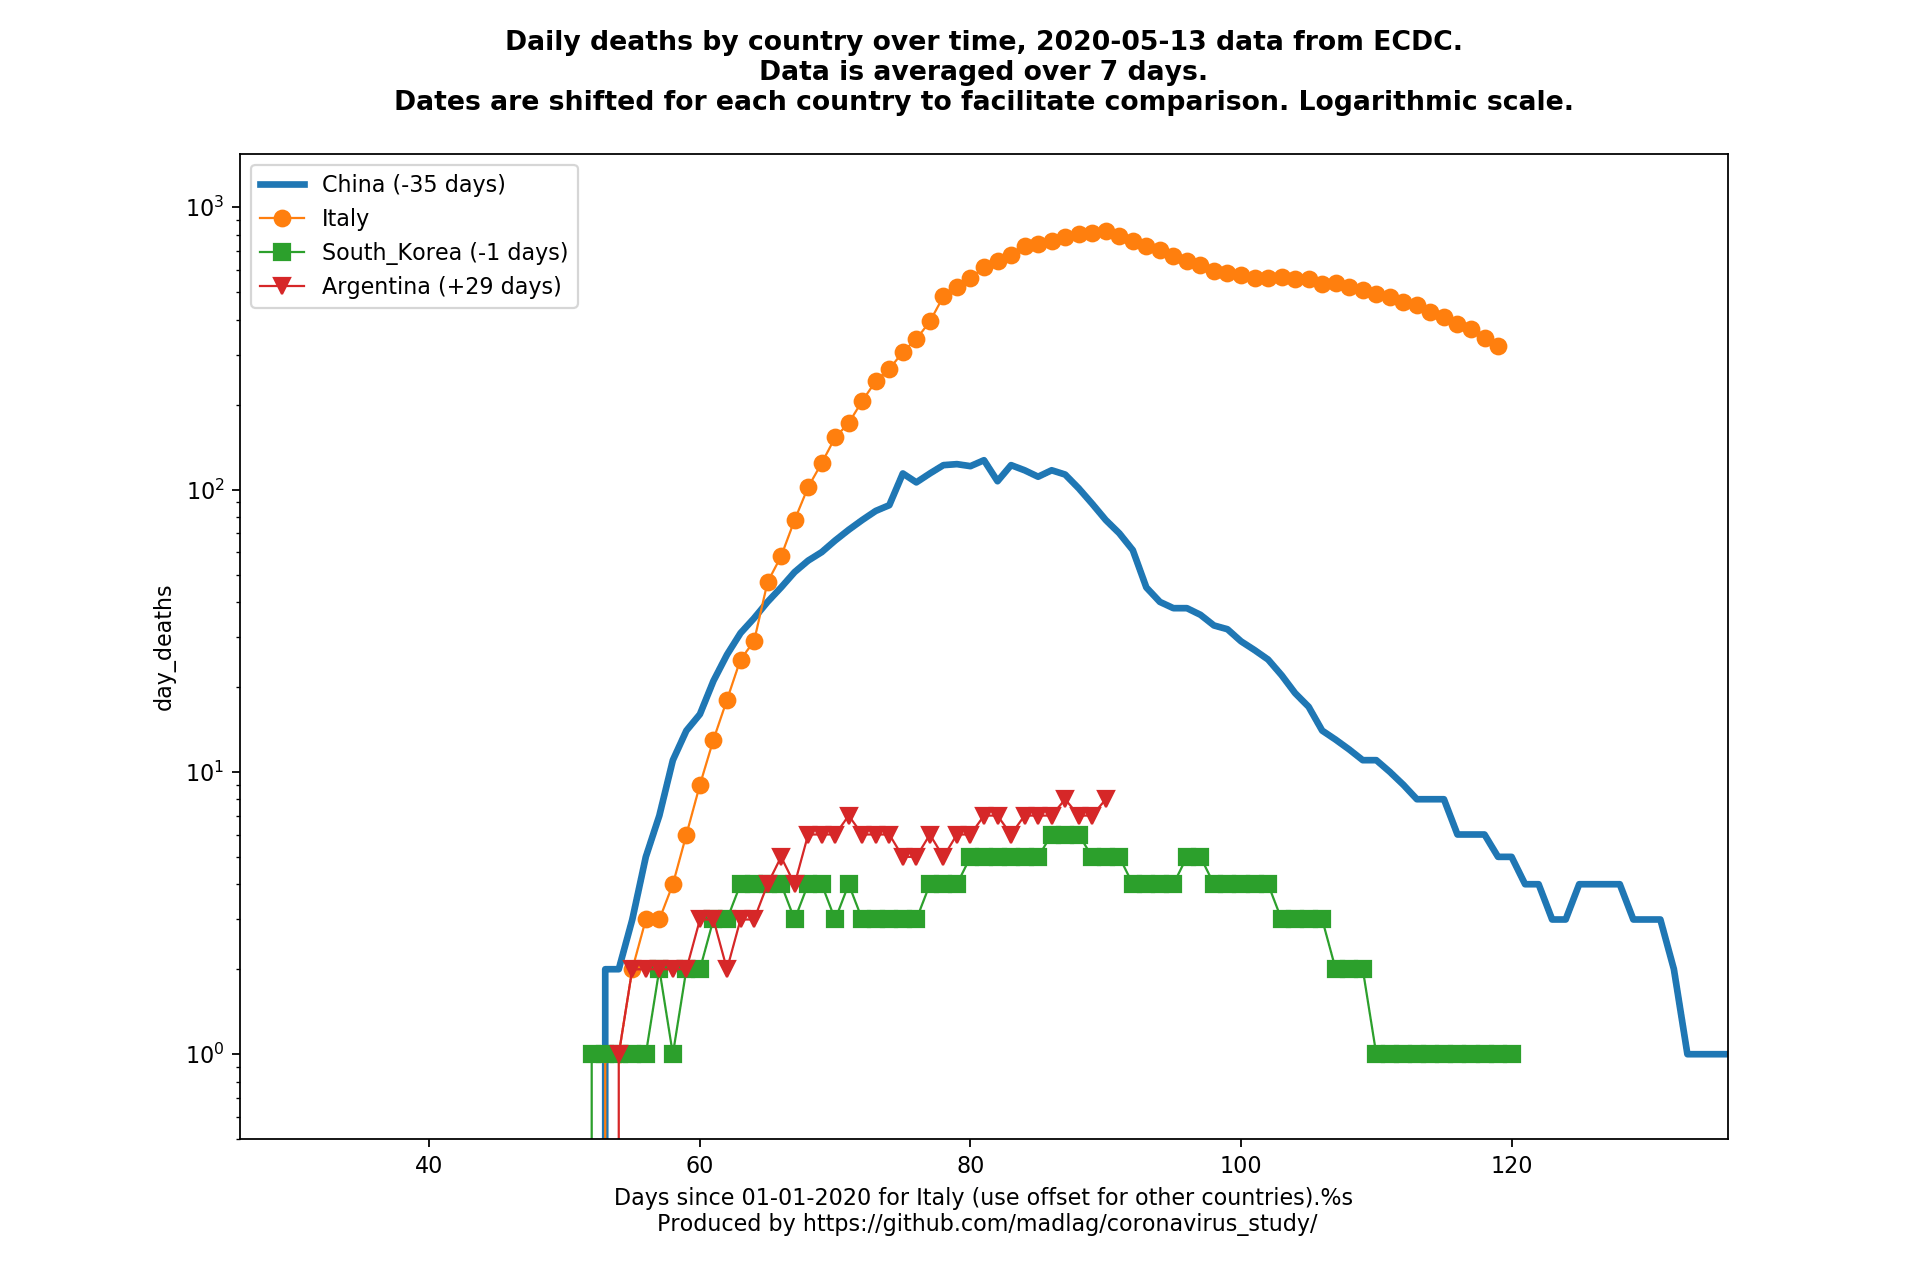 Daily deaths by country over time, 2020-05-13 data from ECDC.
Data is averaged over 7 days.
Dates are shifted for each country to facilitate comparison. Logarithmic scale.
China (-35 days)
Italy
South_Korea (-1 days)
Argentina (+29 days)
10³
10²
10¹
10⁰
day_deaths
40 60 80 100 120
Days since 01-01-2020 for Italy (use offset for other countries).%s
Produced by https://github.com/madlag/coronavirus_study/